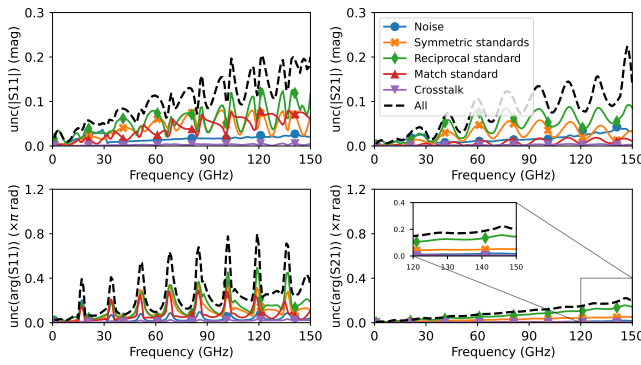 unc(|S11|) (mag)
0.3
0.2
0.1
0.0
0 30 60 90 120 150
Frequency (GHz)
unc(|S21|) (mag)
0.3
0.2
0.1
0.0
0 30 60 90 120 150
Frequency (GHz)
Noise
Symmetric standards
Reciprocal standard
Match standard
Crosstalk
All
unc(arg(S11)) (×π rad)
1.2
0.8
0.4
0.0
0 30 60 90 120 150
Frequency (GHz)
unc(arg(S21)) (×π rad)
1.2
0.8
0.4
0.0
0 30 60 90 120 150
Frequency (GHz)
0.4
0.2
0.0
120 130 140 150